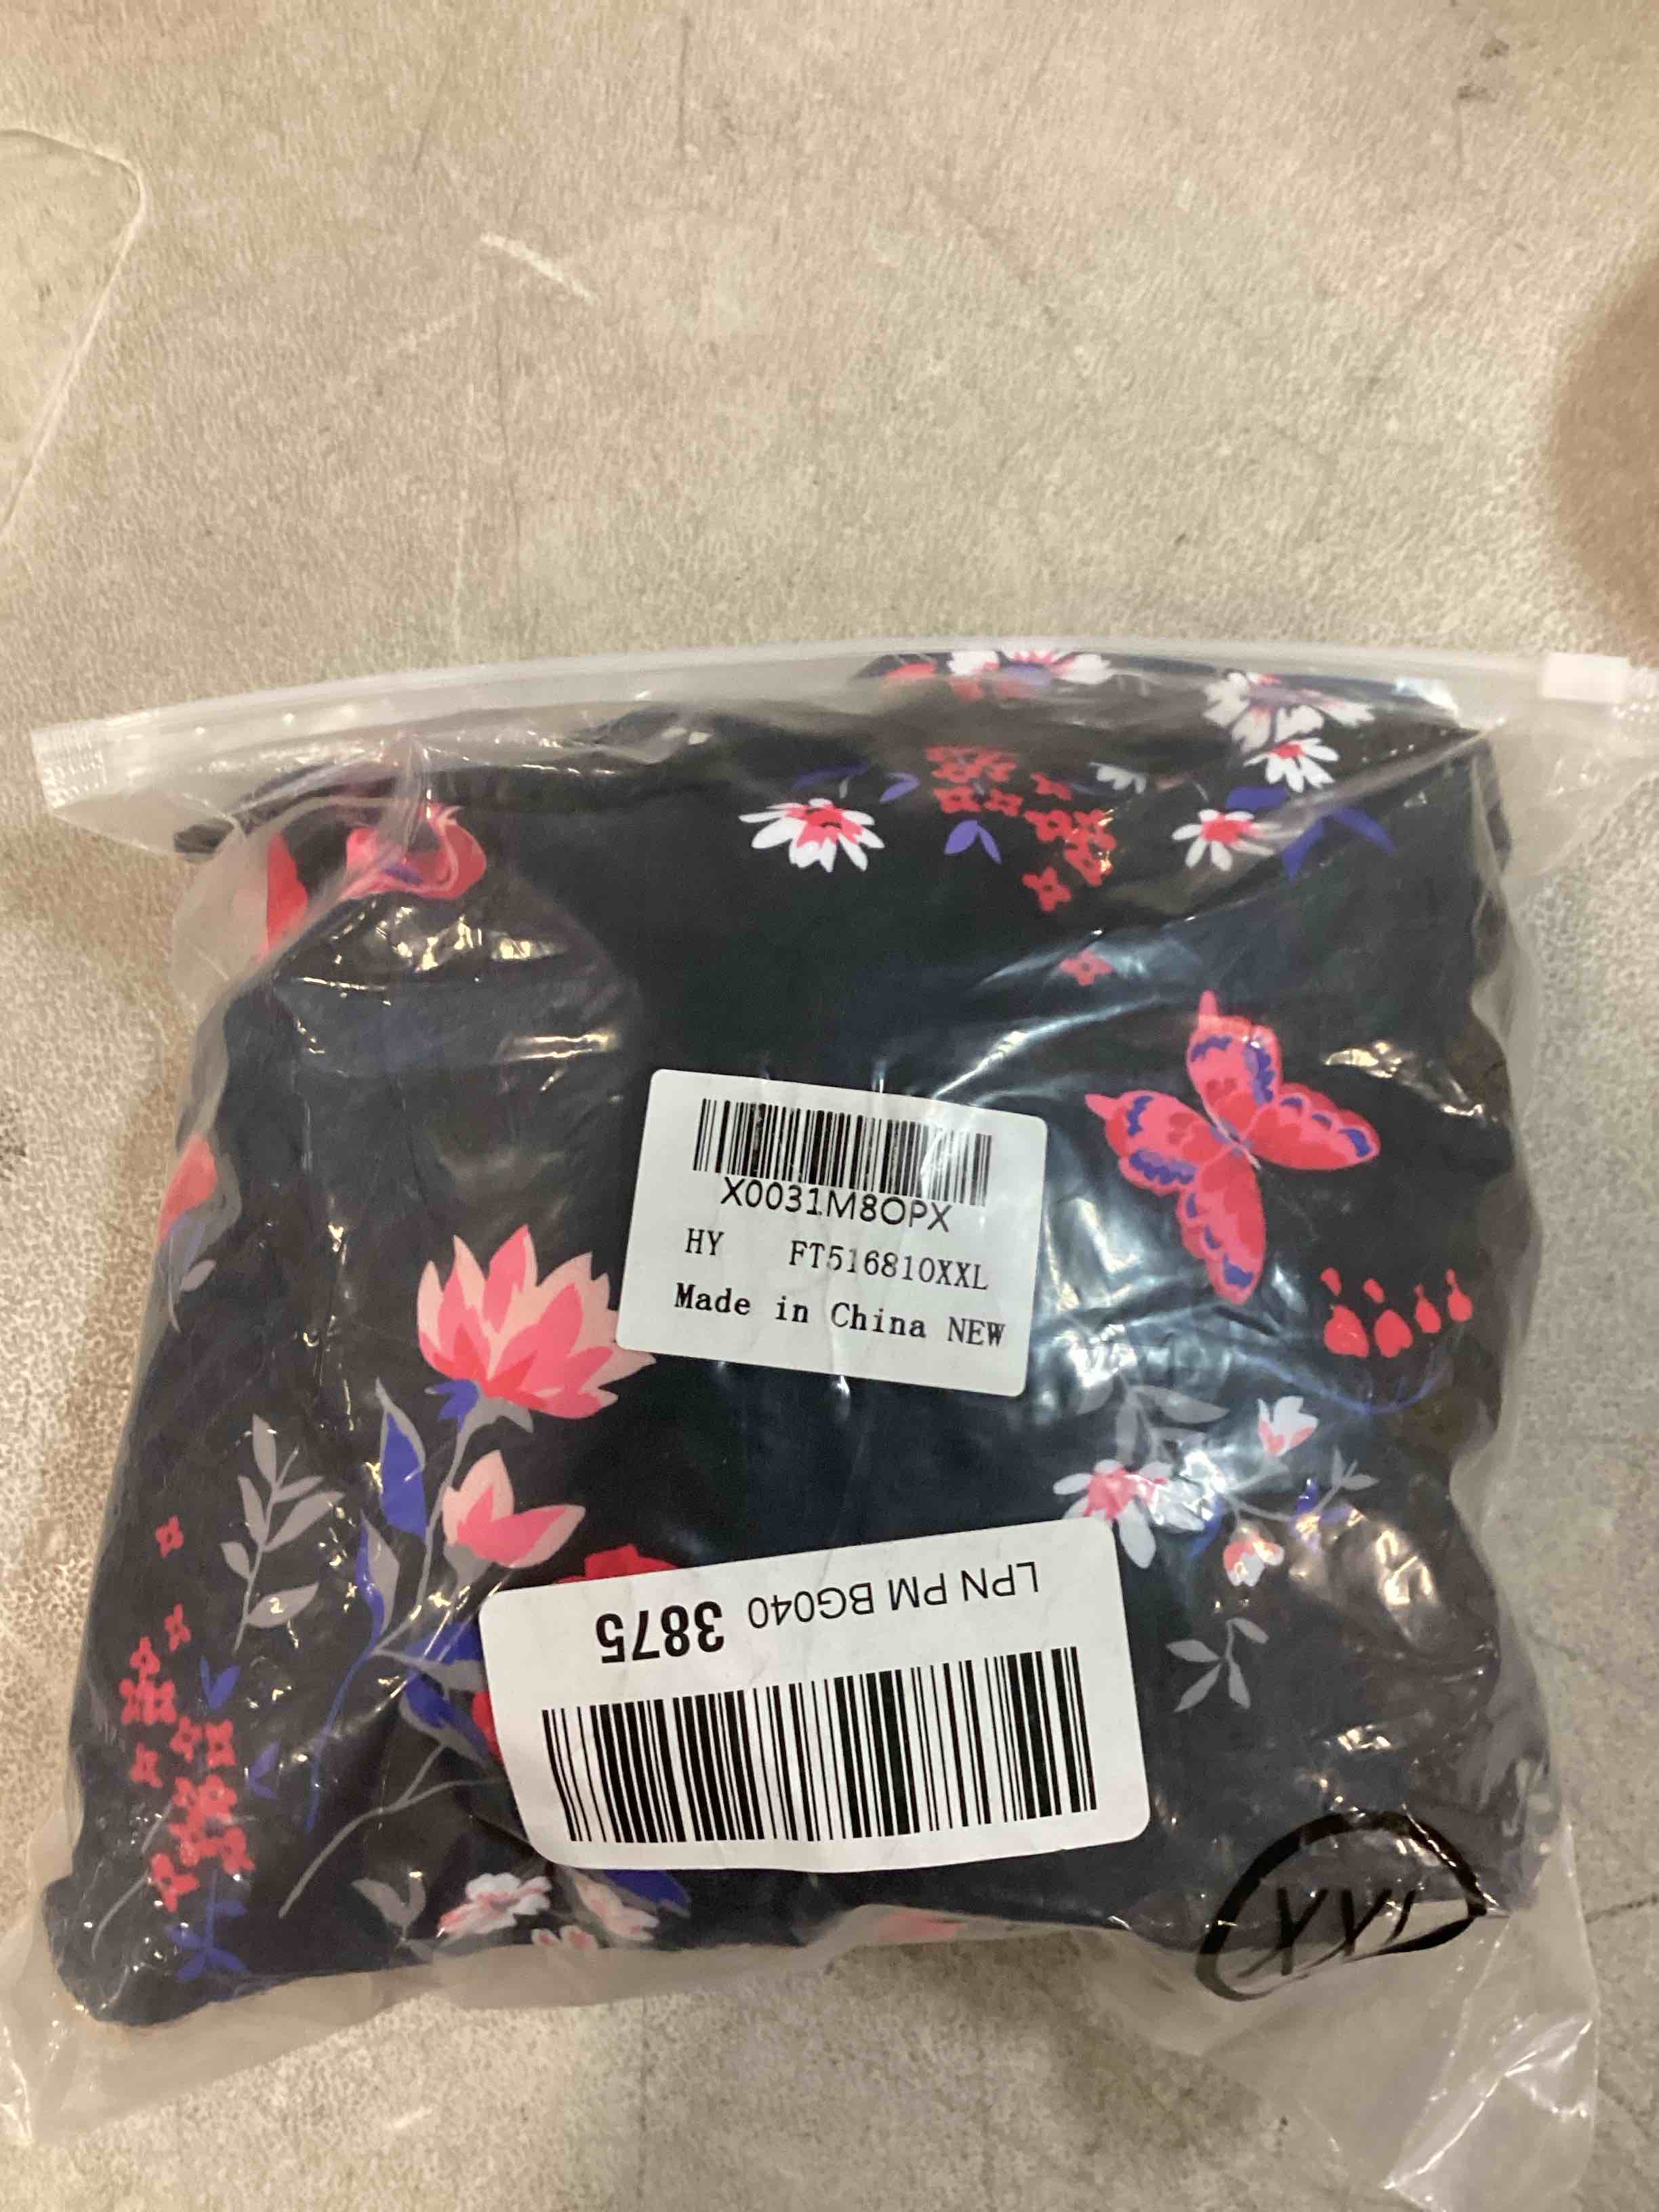 X0031M8OPX
HY FT516810XXL
Made in China NEW
LPN PM BG040 3875
XXL